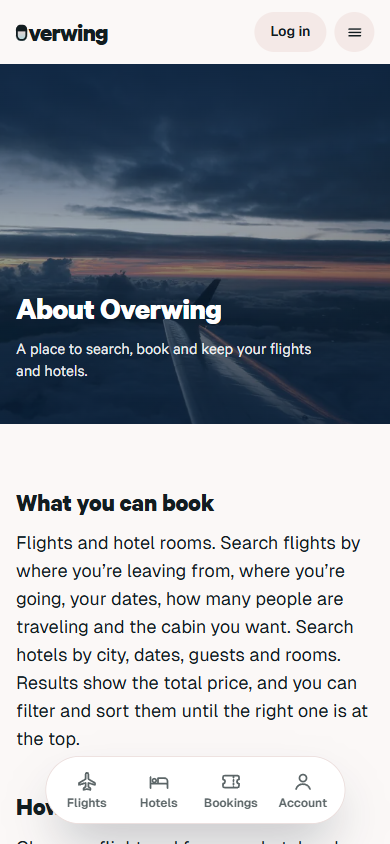 Overwing
Log in
About Overwing
A place to search, book and keep your flights
and hotels.
What you can book
Flights and hotel rooms. Search flights by
where you’re leaving from, where you’re
going, your dates, how many people are
traveling and the cabin you want. Search
hotels by city, dates, guests and rooms.
Results show the total price, and you can
filter and sort them until the right one is at
the top.
Flights
Hotels
Bookings
Account